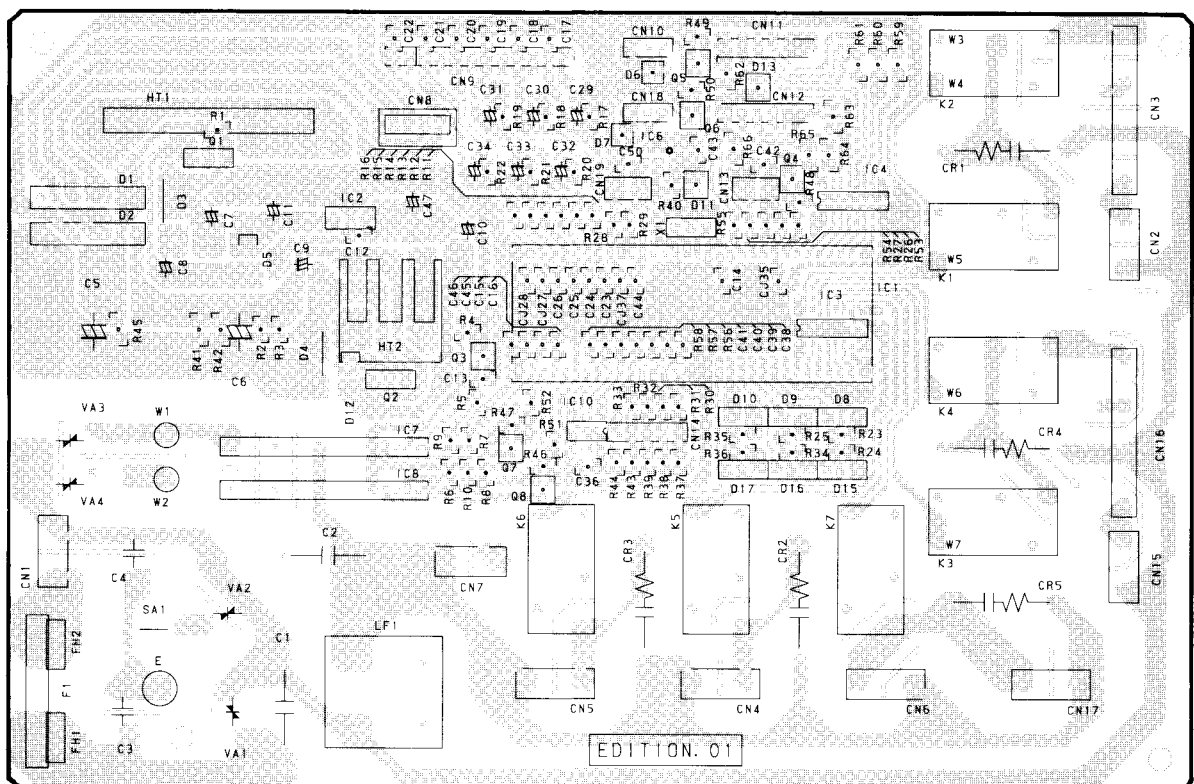 C22 C21 C20 C19 C18 C17
CN9
CN10
R49
CN11
D6
Q5
R50
R62
D13
R61 R60 R59
W3
W4
K2
CN3
HT1
R1
Q1
CN8
C31 C30 C29
R19 R18 R17
CN18
Q6
CN12
D7
IC6
R63
R65
R64
R66
C43
C42
Q4
R48
CR1
D1
D2
D3
R16
R15
R14
R13
R12
R11
C34 C33 C32
R22 R21 R20
C50
CN19
R40
D11
CN13
IC4
C7
C11
IC2
C12
C47
C10
R28
R29
X1
R55
R54
R27
R26
R53
W5
K1
CN2
C8
D5
C9
C5
R45
R41
R42
C6
R2
R3
D4
HT2
C46
C45
C15
C16
CJ28
CJ27
C26
C25
C24
C23
CJ37
C44
C14
CJ35
IC1
IC3
R4
Q3
C13
R5
R58
R57
R56
C41
C40
C39
C38
W6
K4
D12
Q2
R47
R52
R51
IC10
R33
R32
R31
R30
CN14
D10 D9 D8
R35
R36
R25
R34
R23
R24
D17 D16 D15
CR4
CN16
VA3
W1
IC7
VA4
W2
IC8
R9
R7
R6
R10
R8
Q7
R46
Q8
C36
R44
R43
R39
R38
R37
K6
K5
K7
W7
K3
CN15
CN1
C4
C2
CN7
CR3
CR2
CR5
SA1
VA2
C1
LF1
FH2
F1
FH1
E
C3
VA1
CN5
CN4
CN6
CN17
EDITION. 01